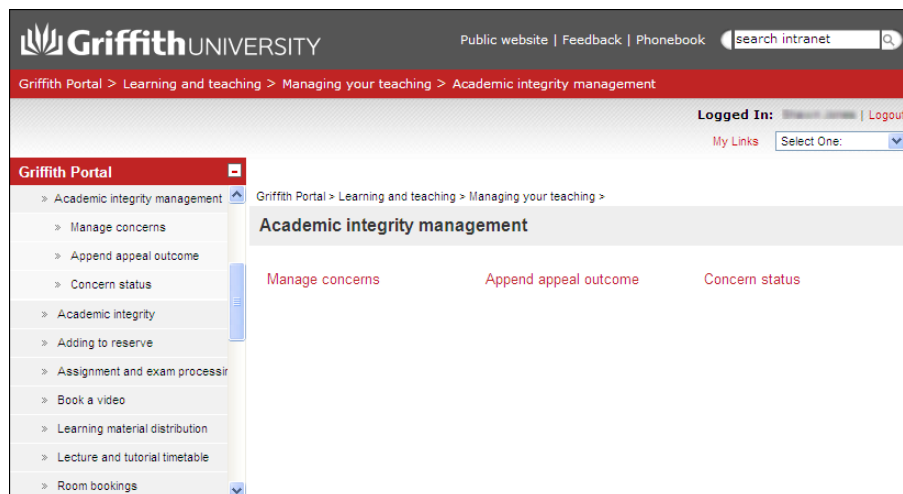 Griffith UNIVERSITY
Public website | Feedback | Phonebook
search intranet
Griffith Portal > Learning and teaching > Managing your teaching > Academic integrity management
Logged In: | Logout
My Links Select One:
Griffith Portal
» Academic integrity management
» Manage concerns
» Append appeal outcome
» Concern status
» Academic integrity
» Adding to reserve
» Assignment and exam processin
» Book a video
» Learning material distribution
» Lecture and tutorial timetable
» Room bookings
Griffith Portal > Learning and teaching > Managing your teaching >
Academic integrity management
Manage concerns Append appeal outcome Concern status